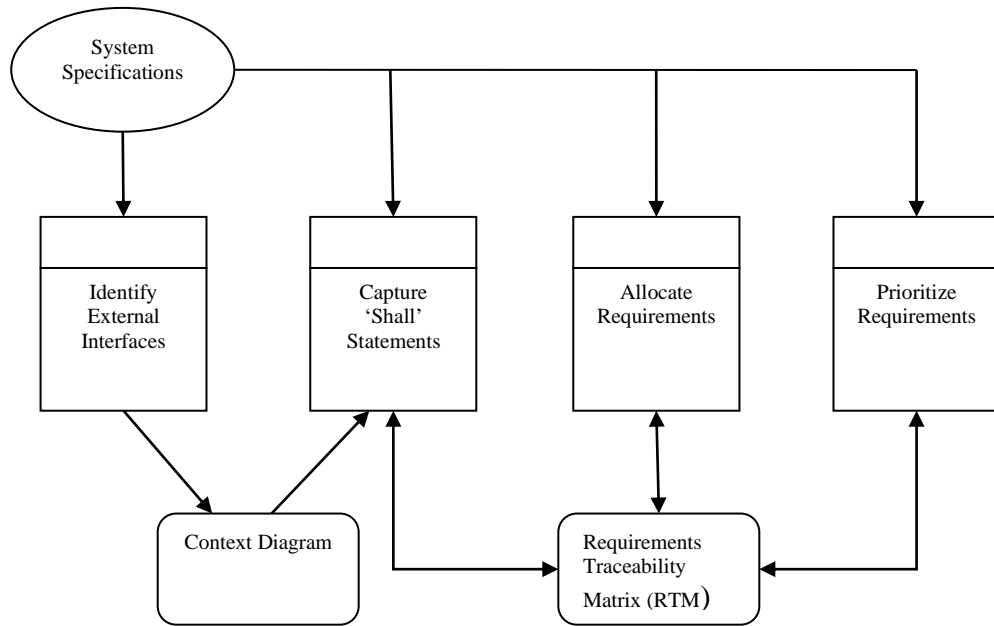 System
Specifications
Identify
External
Interfaces
Capture
‘Shall’
Statements
Allocate
Requirements
Prioritize
Requirements
Context Diagram
Requirements
Traceability
Matrix (RTM)